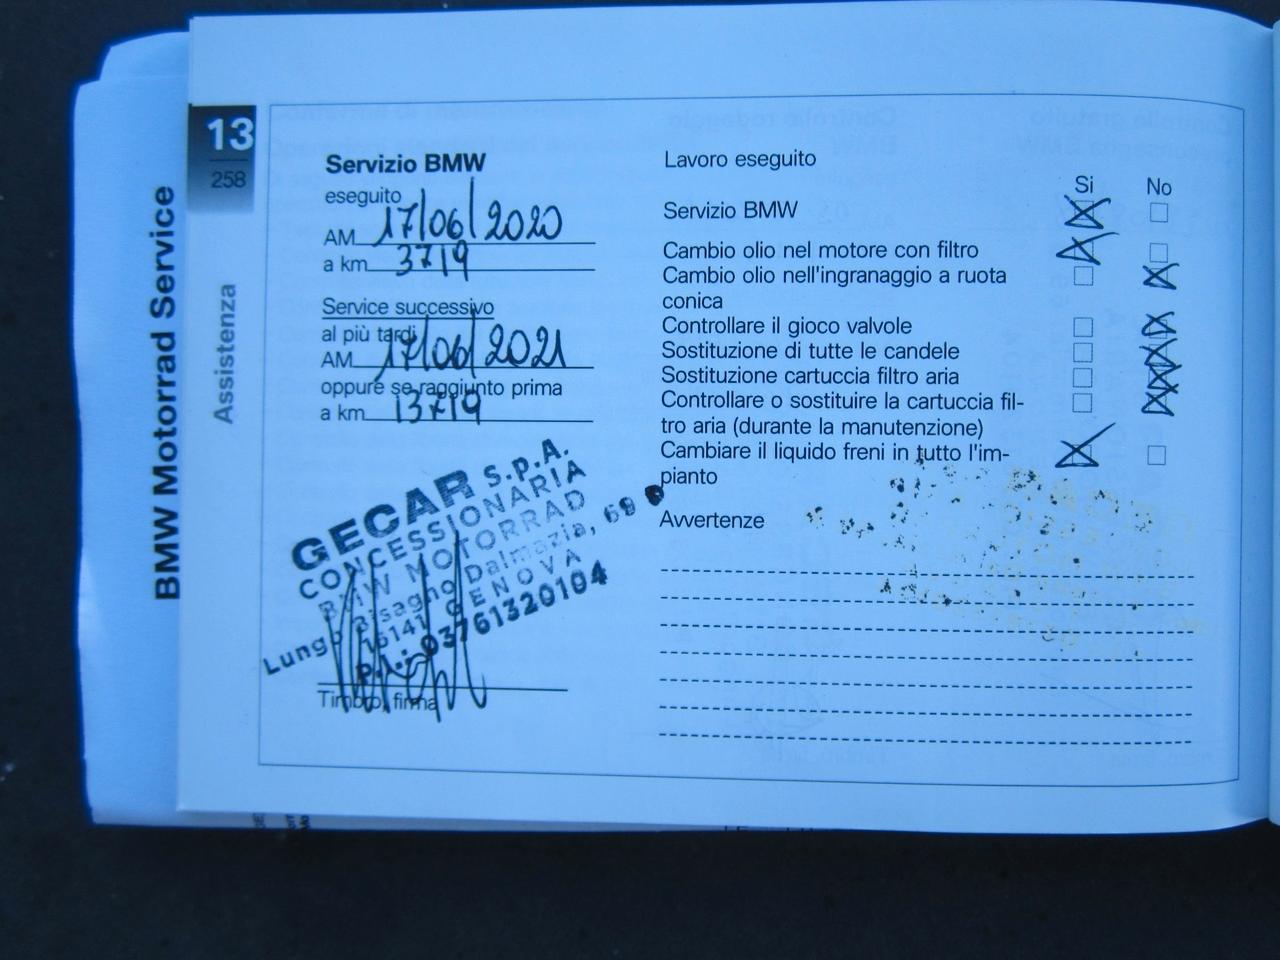 13
258
BMW Motorrad Service
Assistenza
Servizio BMW
eseguito
AM 17/06/2020
a km 3719
Service successivo
al più tardi
AM 17/06/2021
oppure se raggiunto prima
a km 13719
GECAR S.p.A.
CONCESSIONARIA
BMW MOTORRAD
Lungo Bisagno Dalmazia, 69
16141 GENOVA
P.I.: 03761320104
Timbro, firma
Lavoro eseguito
Si No
Servizio BMW
Cambio olio nel motore con filtro
Cambio olio nell'ingranaggio a ruota
conica
Controllare il gioco valvole
Sostituzione di tutte le candele
Sostituzione cartuccia filtro aria
Controllare o sostituire la cartuccia fil-
tro aria (durante la manutenzione)
Cambiare il liquido freni in tutto l'im-
pianto
Avvertenze